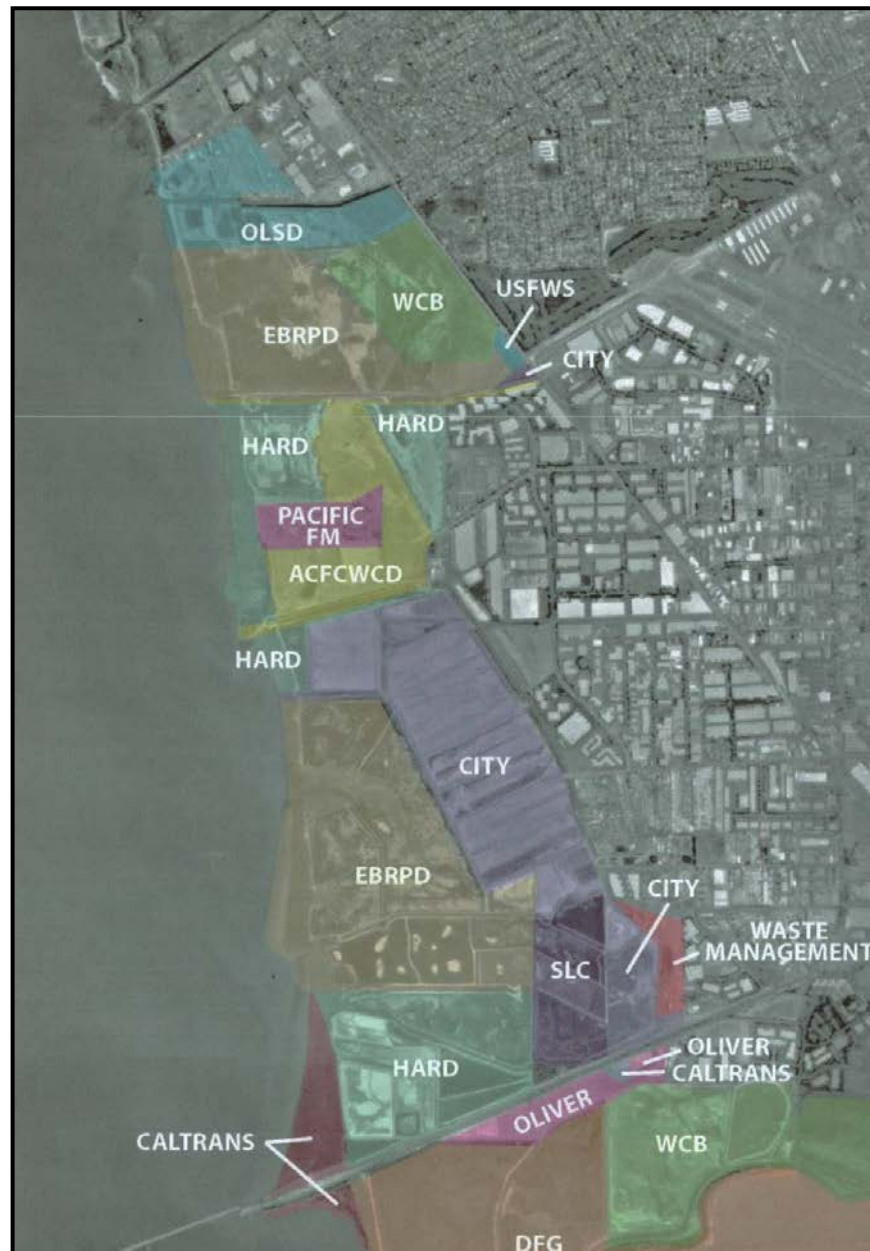 OLSD
WCB
USFWS
EBRPD
CITY
HARD
HARD
PACIFIC
FM
ACFCWCD
HARD
CITY
EBRPD
CITY
WASTE
MANAGEMENT
SLC
OLIVER
CALTRANS
HARD
OLIVER
CALTRANS
WCB
DFG